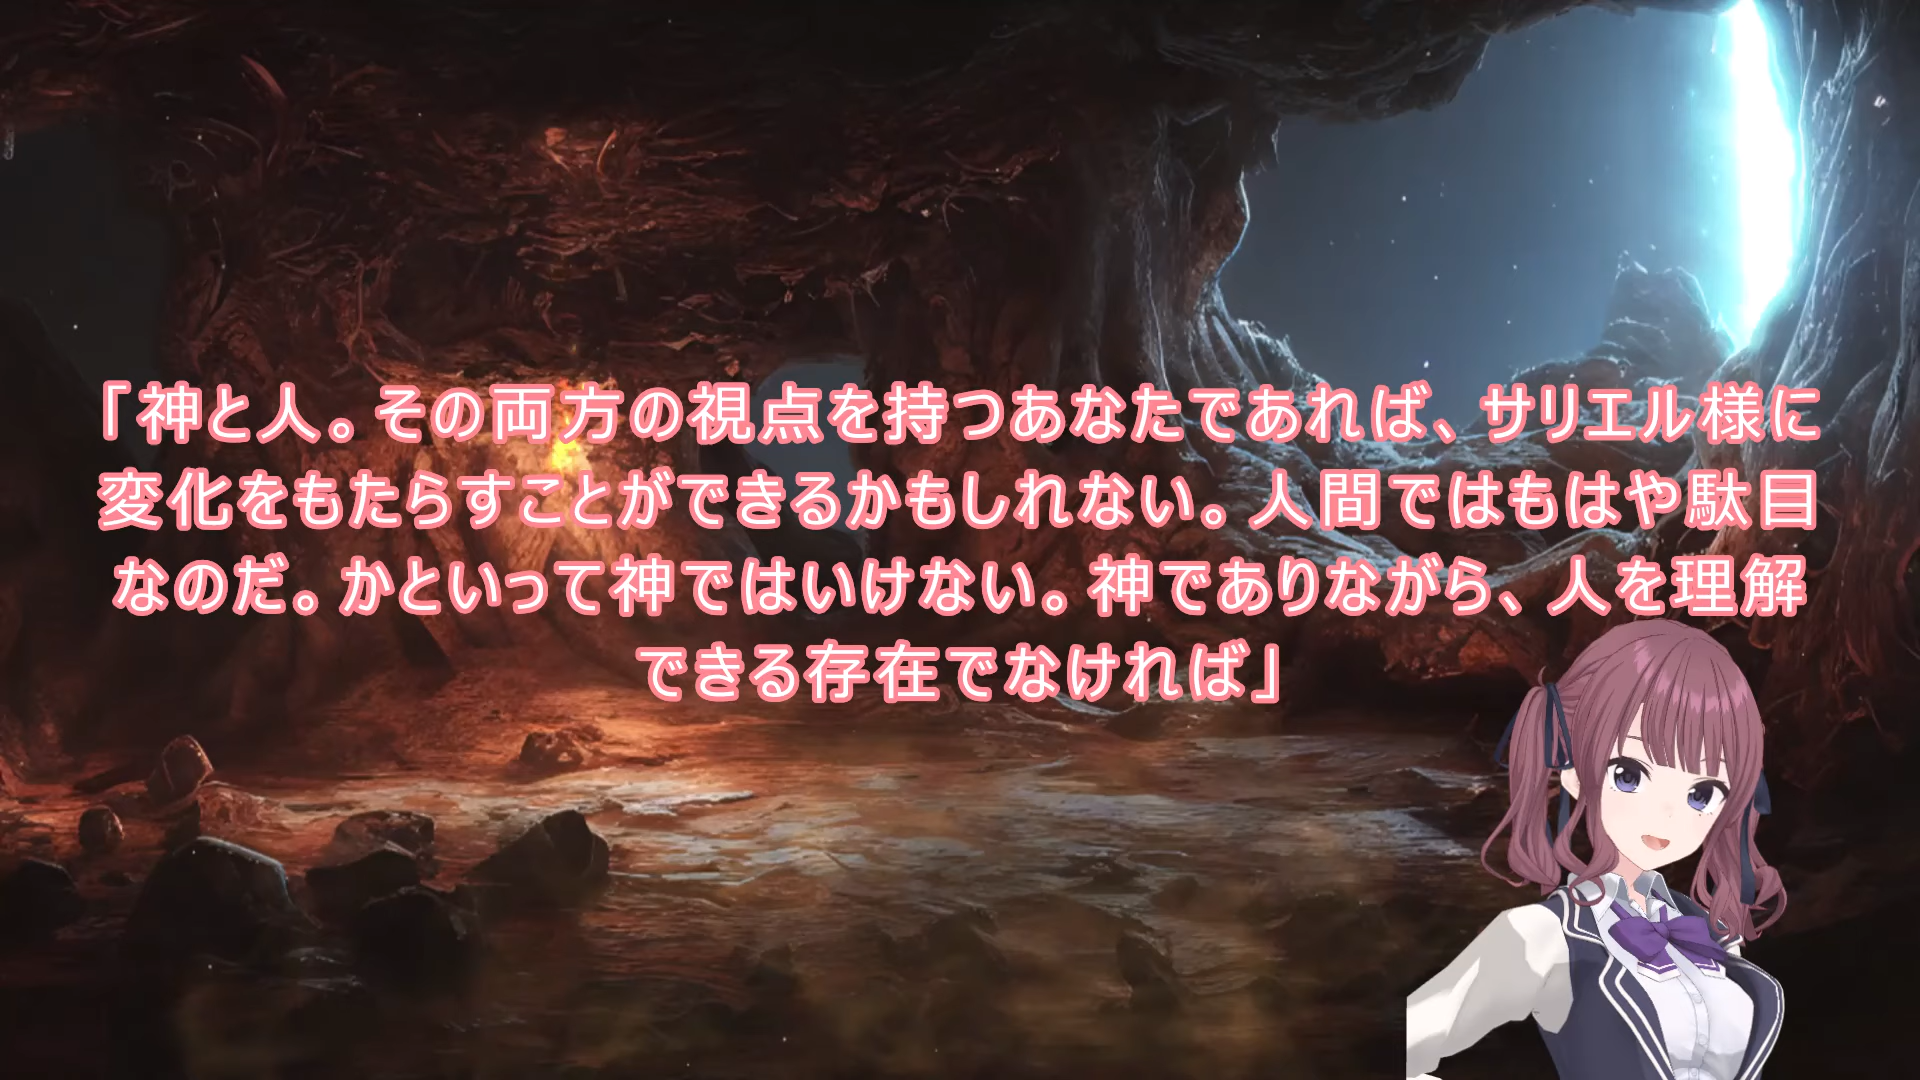 「神と人。その両方の視点を持つあなたであれば、サリエル様に
変化をもたらすことができるかもしれない。人間ではもはや駄目
なのだ。かといって神ではいけない。神でありながら、人を理解
できる存在でなければ」